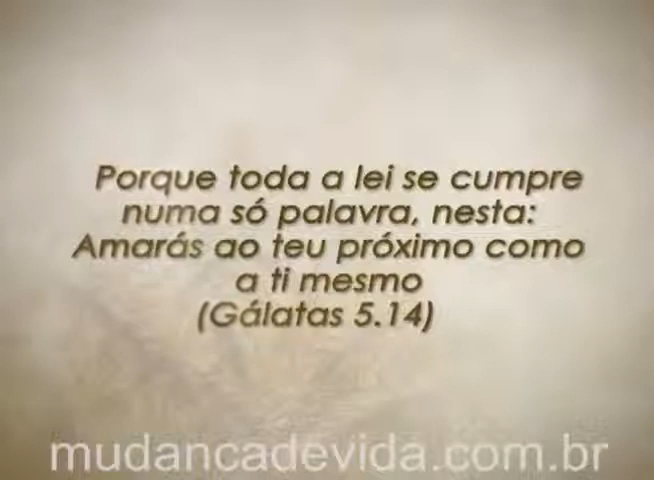 Porque toda a lei se cumpre
numa só palavra, nesta:
Amarás ao teu próximo como
a ti mesmo
(Gálatas 5.14)
mudancadevida.com.br